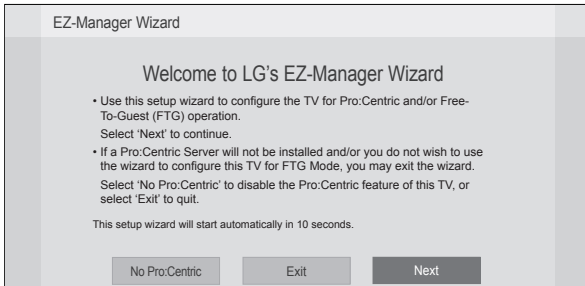 EZ-Manager Wizard
Welcome to LG's EZ-Manager Wizard
• Use this setup wizard to configure the TV for Pro:Centric and/or Free-
To-Guest (FTG) operation.
Select 'Next' to continue.
• If a Pro:Centric Server will not be installed and/or you do not wish to use
the wizard to configure this TV for FTG Mode, you may exit the wizard.
Select 'No Pro:Centric' to disable the Pro:Centric feature of this TV, or
select 'Exit' to quit.
This setup wizard will start automatically in 10 seconds.
No Pro:Centric Exit Next